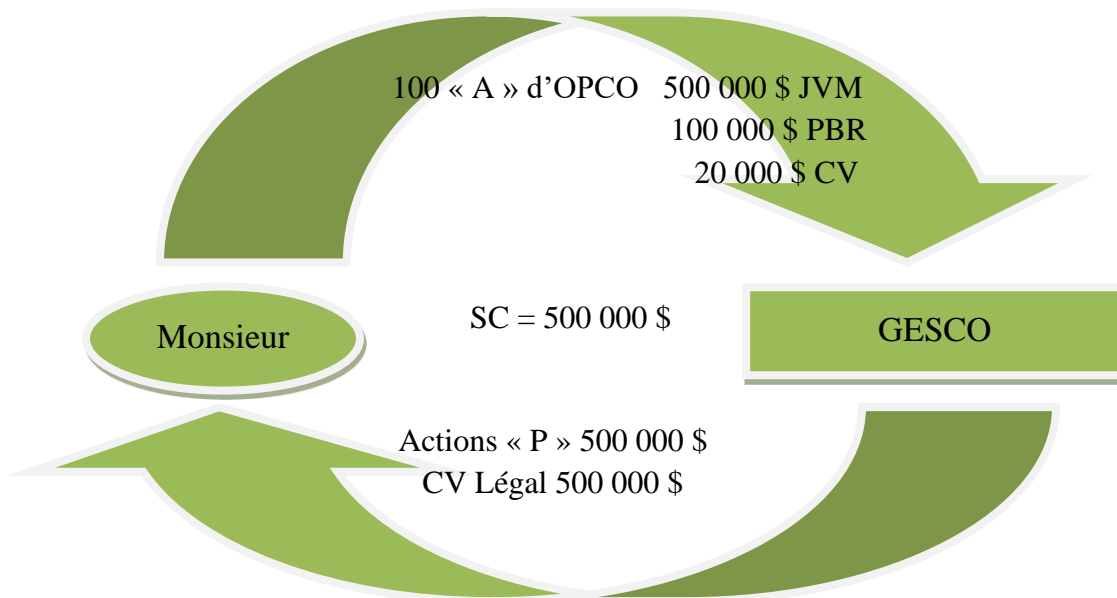 100 « A » d’OPCO 500 000 $ JVM
100 000 $ PBR
20 000 $ CV
Monsieur
SC = 500 000 $
GESCO
Actions « P » 500 000 $
CV Légal 500 000 $